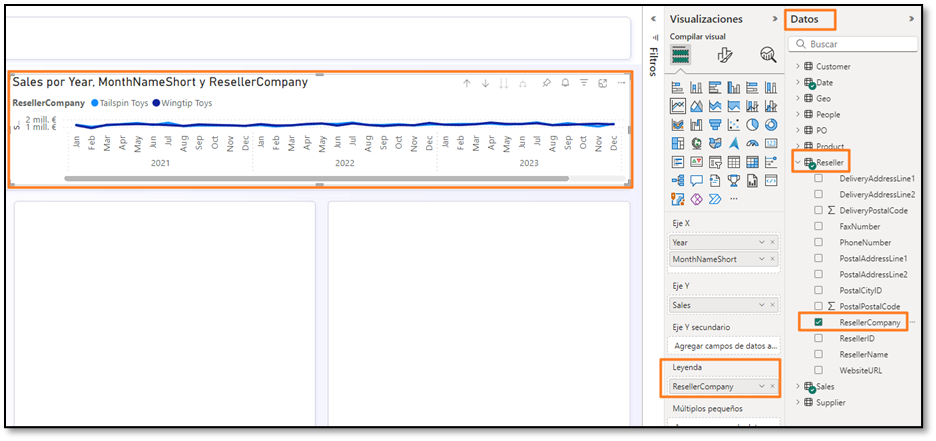 Sales por Year, MonthNameShort y ResellerCompany
ResellerCompany Tailspin Toys Wingtip Toys
2 mill. €
1 mill. €
S...
Jan Feb Mar Apr May Jun Jul Aug Sep Oct Nov Dec Jan Feb Mar Apr May Jun Jul Aug Sep Oct Nov Dec Jan Feb Mar Apr May Jun Jul Aug Sep Oct Nov Dec
2021 2022 2023
Filtros
Visualizaciones
Compilar visual
Eje X
Year
MonthNameShort
Eje Y
Sales
Eje Y secundario
Agregar campos de datos a...
Leyenda
ResellerCompany
Múltiplos pequeños
Datos
Buscar
Customer
Date
Geo
People
PO
Product
Reseller
DeliveryAddressLine1
DeliveryAddressLine2
DeliveryPostalCode
FaxNumber
PhoneNumber
PostalAddressLine1
PostalAddressLine2
PostalCityID
PostalPostalCode
ResellerCompany
ResellerID
ResellerName
WebsiteURL
Sales
Supplier